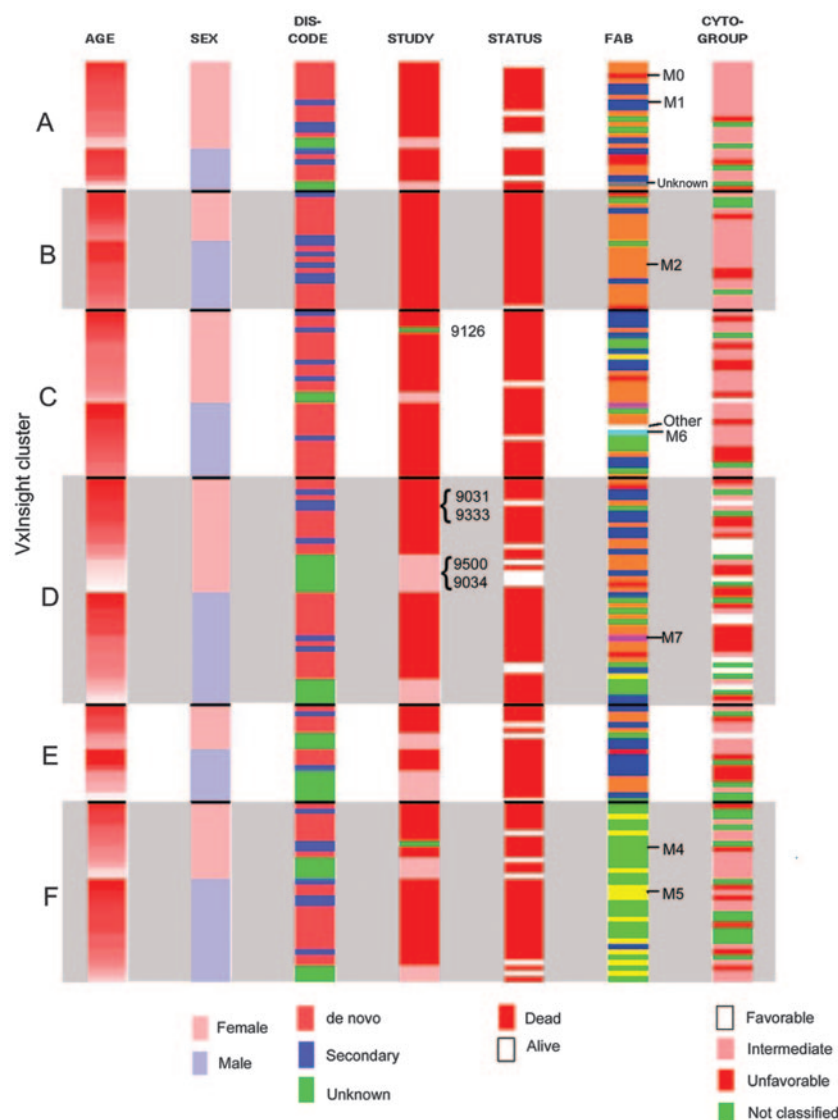 AGE SEX DIS-CODE STUDY STATUS FAB CYTO-GROUP
M0
A
M1
Unknown
B
M2
9126
C
Other
M6
VxInsight cluster
9031
9333
9500
9034
D
M7
E
M4
F
M5
Female
Male
de novo
Secondary
Unknown
Dead
Alive
Favorable
Intermediate
Unfavorable
Not classified